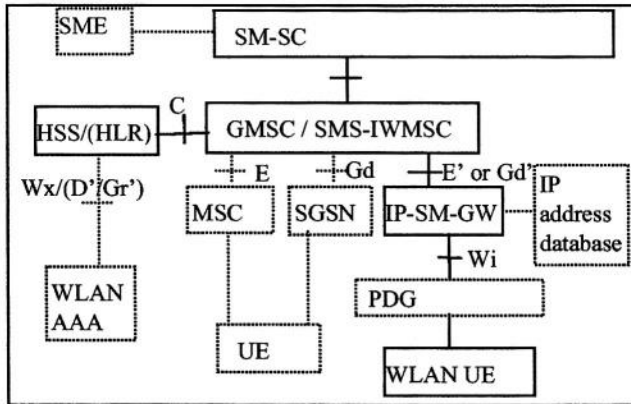 SME
SM-SC
C
HSS/(HLR)
GMSC / SMS-IWMSC
Wx/(D’/Gr’)
E
Gd
E’ or Gd’
MSC
SGSN
IP-SM-GW
IP
address
database
Wi
WLAN
AAA
PDG
UE
WLAN UE